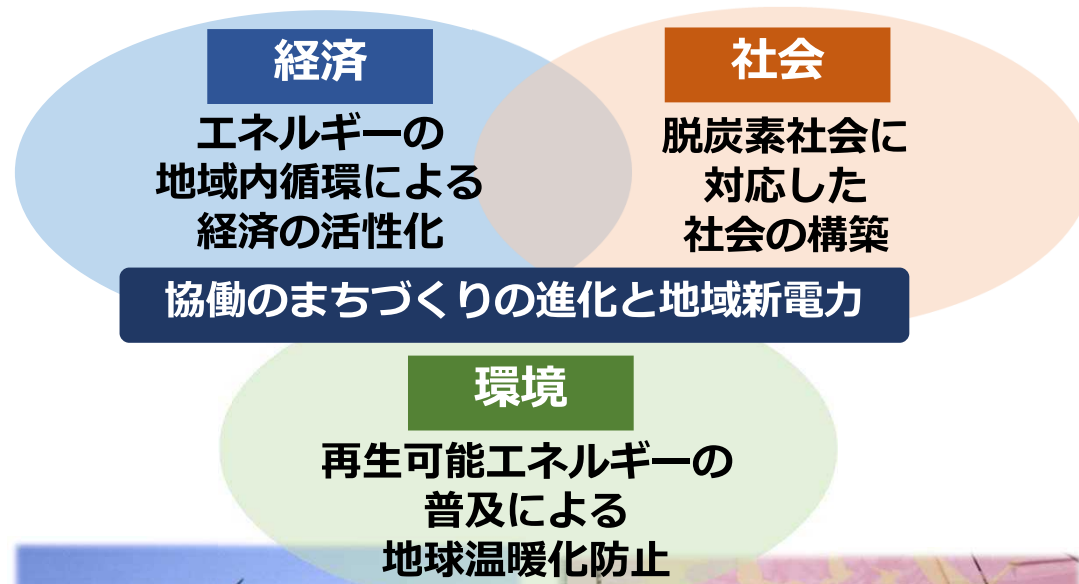 経済
エネルギーの
地域内循環による
経済の活性化
社会
脱炭素社会に
対応した
社会の構築
協働のまちづくりの進化と地域新電力
環境
再生可能エネルギーの
普及による
地球温暖化防止